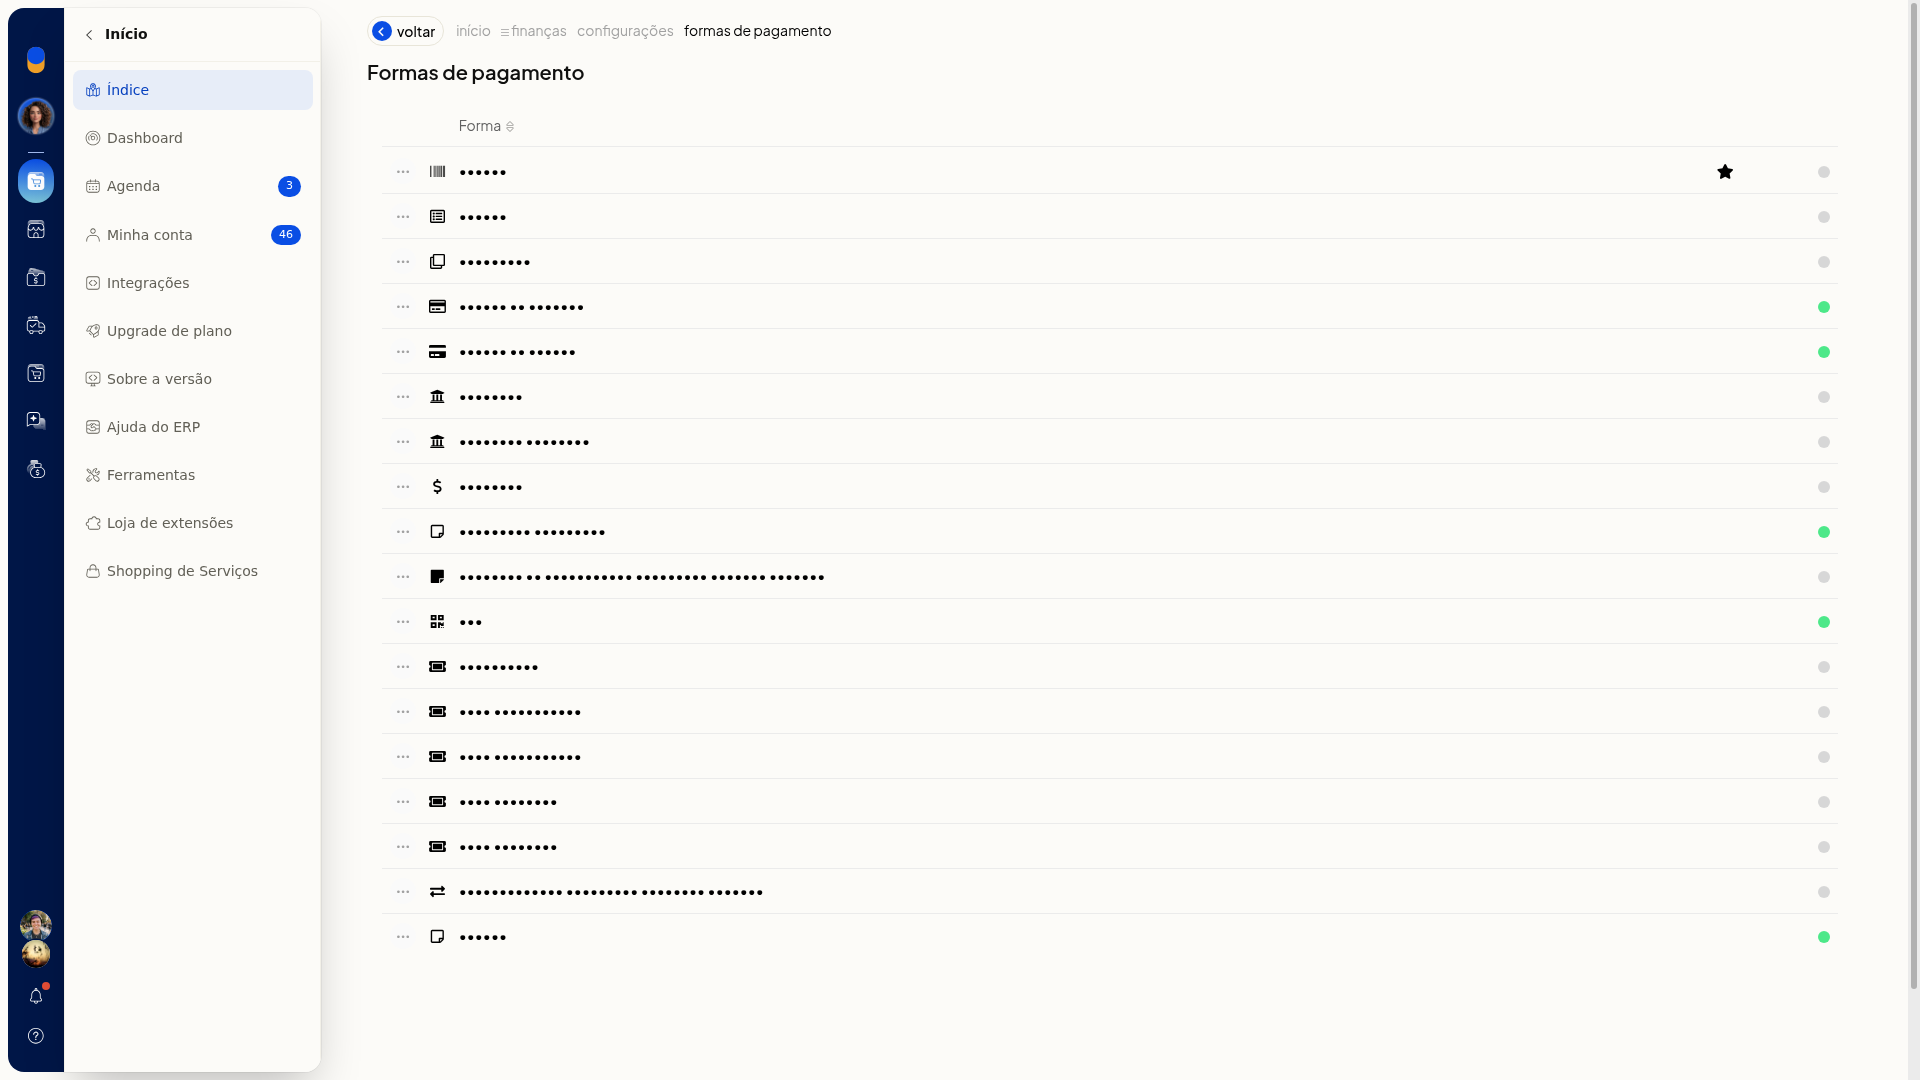 Início
Índice
Dashboard
Agenda 3
Minha conta 46
Integrações
Upgrade de plano
Sobre a versão
Ajuda do ERP
Ferramentas
Loja de extensões
Shopping de Serviços
voltar início finanças configurações formas de pagamento
Formas de pagamento
Forma
•••••• 
••••••
•••••••••
•••••• •• •••••••
•••••• •• ••••••
••••••••
•••••••• ••••••••
••••••••
••••••••• •••••••••
•••••••• •• ••••••••••• ••••••••• ••••••• •••••••
•••
••••••••••
•••• •••••••••••
•••• •••••••••••
•••• ••••••••
•••• ••••••••
••••••••••••• ••••••••• •••••••• •••••••
••••••